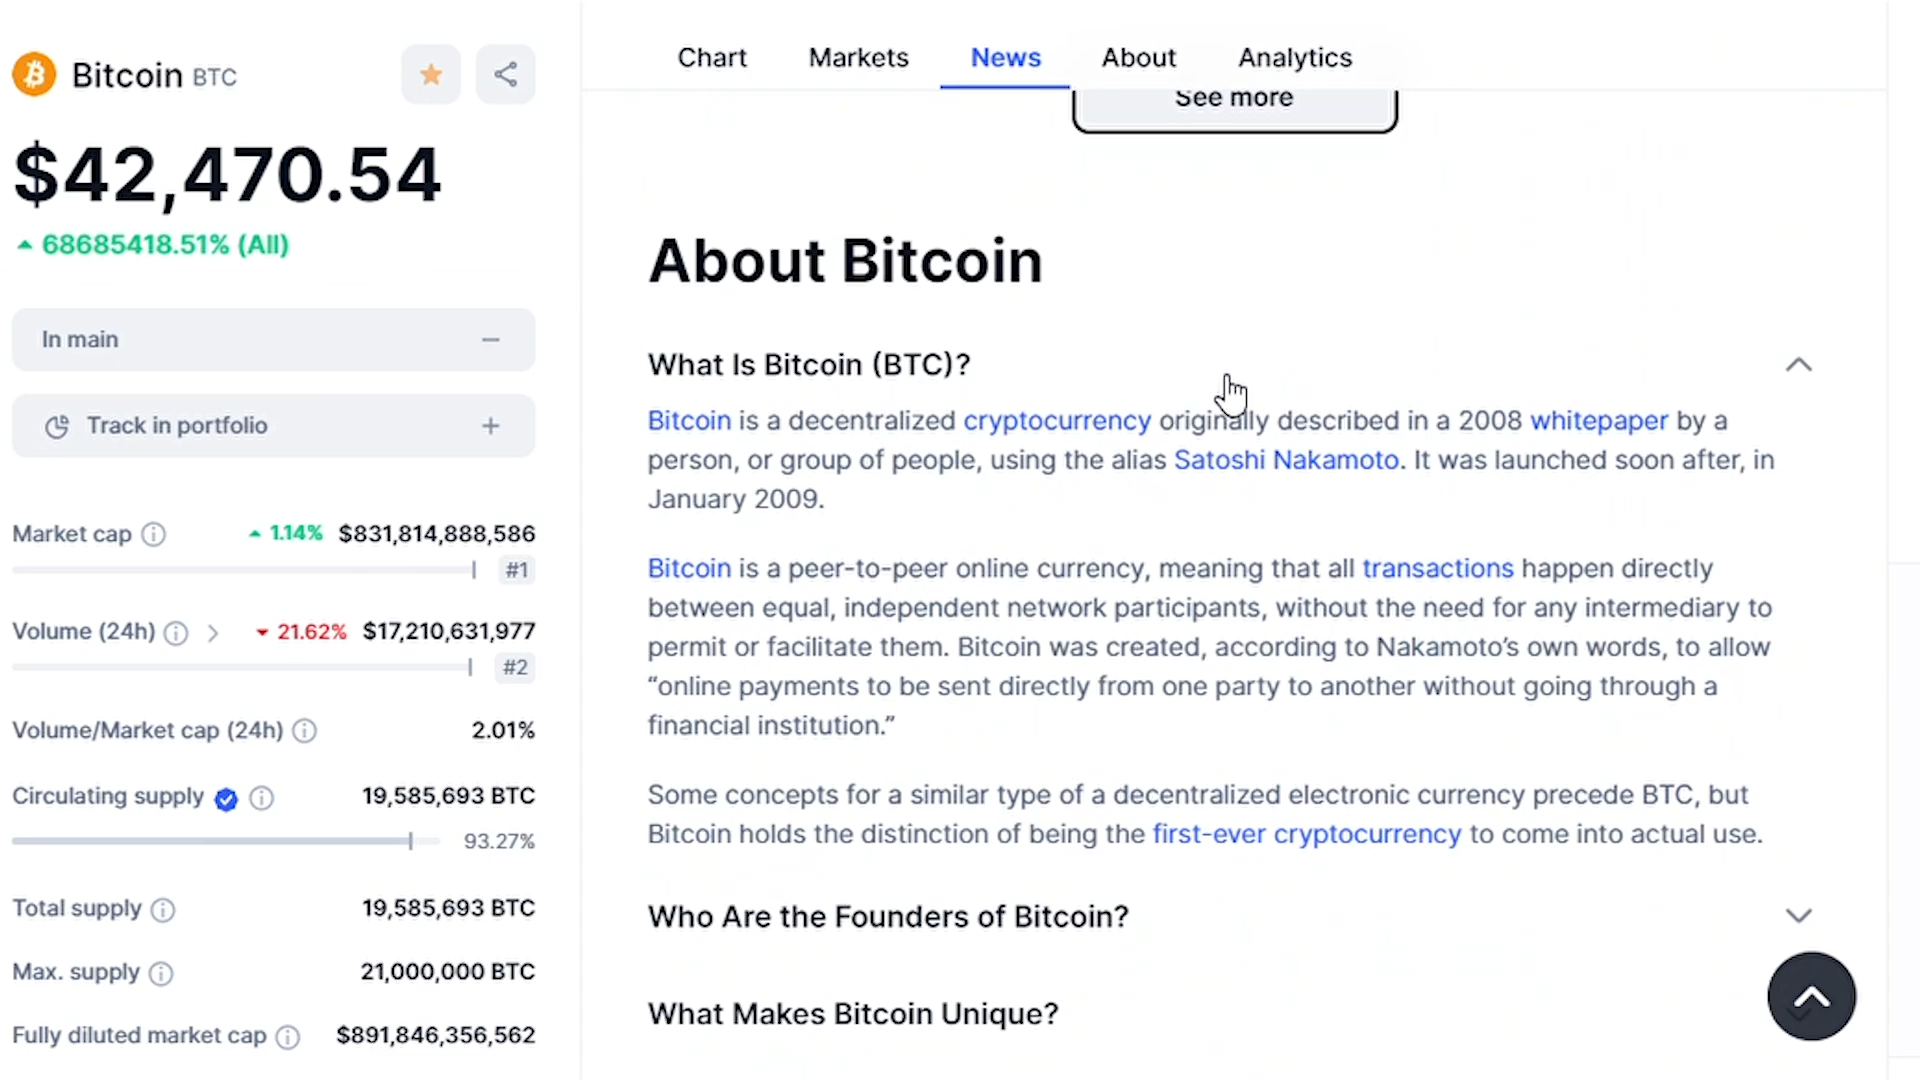 Bitcoin BTC
$42,470.54
68685418.51% (All)
In main
Track in portfolio
Market cap 1.14% $831,814,888,586
#1
Volume (24h) 21.62% $17,210,631,977
#2
Volume/Market cap (24h) 2.01%
Circulating supply 19,585,693 BTC
93.27%
Total supply 19,585,693 BTC
Max. supply 21,000,000 BTC
Fully diluted market cap $891,846,356,562
Chart Markets News About Analytics
See more
About Bitcoin
What Is Bitcoin (BTC)?
Bitcoin is a decentralized cryptocurrency originally described in a 2008 whitepaper by a
person, or group of people, using the alias Satoshi Nakamoto. It was launched soon after, in
January 2009.
Bitcoin is a peer-to-peer online currency, meaning that all transactions happen directly
between equal, independent network participants, without the need for any intermediary to
permit or facilitate them. Bitcoin was created, according to Nakamoto’s own words, to allow
“online payments to be sent directly from one party to another without going through a
financial institution.”
Some concepts for a similar type of a decentralized electronic currency precede BTC, but
Bitcoin holds the distinction of being the first-ever cryptocurrency to come into actual use.
Who Are the Founders of Bitcoin?
What Makes Bitcoin Unique?